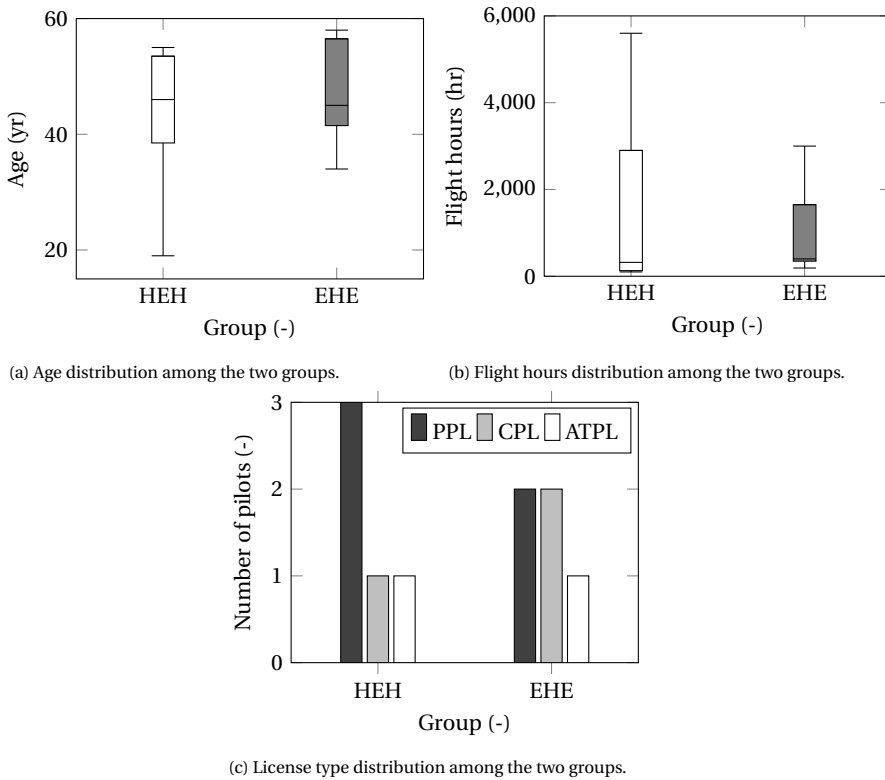 60
40
20
Age (yr)
HEH
EHE
Group (-)
6,000
4,000
2,000
0
Flight hours (hr)
HEH
EHE
Group (-)
(a) Age distribution among the two groups.
(b) Flight hours distribution among the two groups.
3
2
1
0
Number of pilots (-)
PPL CPL ATPL
HEH
EHE
Group (-)
(c) License type distribution among the two groups.